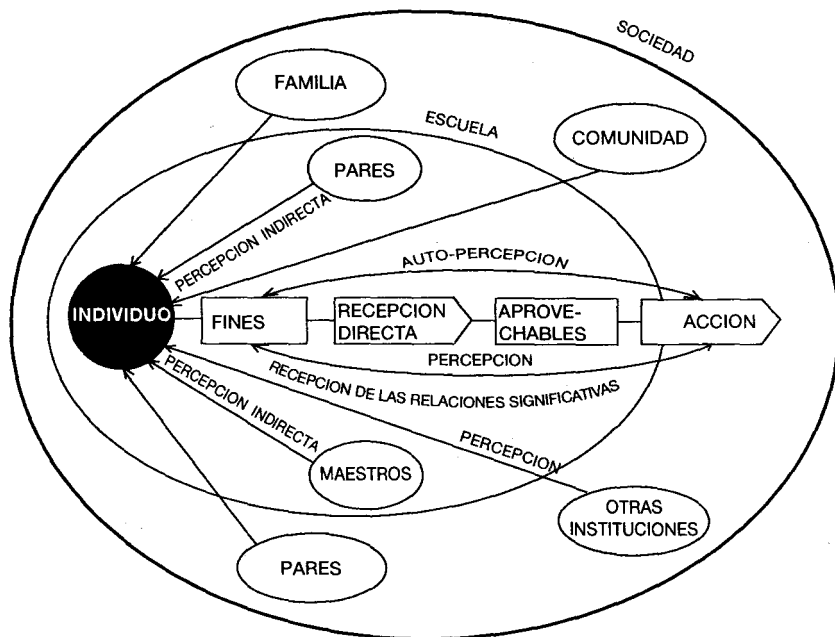 SOCIEDAD
FAMILIA
ESCUELA
COMUNIDAD
PARES
PERCEPCION INDIRECTA
AUTO-PERCEPCION
INDIVIDUO
FINES
RECEPCION
DIRECTA
APROVE-
CHABLES
ACCION
PERCEPCION
RECEPCION DE LAS RELACIONES SIGNIFICATIVAS
PERCEPCION INDIRECTA
PERCEPCION
MAESTROS
OTRAS
INSTITUCIONES
PARES